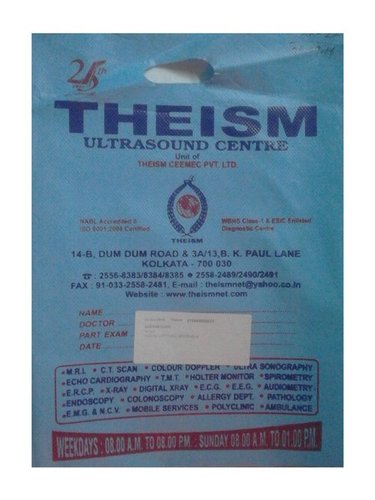 25th
THEISM
ULTRASOUND CENTRE
Unit of
THEISM CEEMEC PVT. LTD.
NABL Accredited &
ISO 9001:2008 Certified
WBHS Class-1 & ESIC Enlisted
Diagnostic Centre
THEISM
14-B, DUM DUM ROAD & 3A/13, B. K. PAUL LANE
KOLKATA - 700 030
☎ : 2556-8383/8384/8385 ● 2558-2489/2490/2491
FAX : 91-033-2558-2481, E-mail : theismnet@yahoo.co.in
Website : www.theismnet.com
NAME
DOCTOR
PART EXAM
DATE
• M.R.I. • C.T. SCAN • COLOUR DOPPLER • ULTRA SONOGRAPHY
• ECHO CARDIOGRAPHY • T.M.T. • HOLTER MONITOR • SPIROMETRY
• E.R.C.P. • X-RAY • DIGITAL XRAY • E.C.G. • E.E.G. • AUDIOMETRY
• ENDOSCOPY • COLONOSCOPY • ALLERGY DEPT. • PATHOLOGY
• E.M.G. & N.C.V. • MOBILE SERVICES • POLYCLINIC • AMBULANCE
WEEKDAYS : 08.00 A.M. TO 08.00 PM. : SUNDAY 08.00 A.M. TO 01.00 P.M.